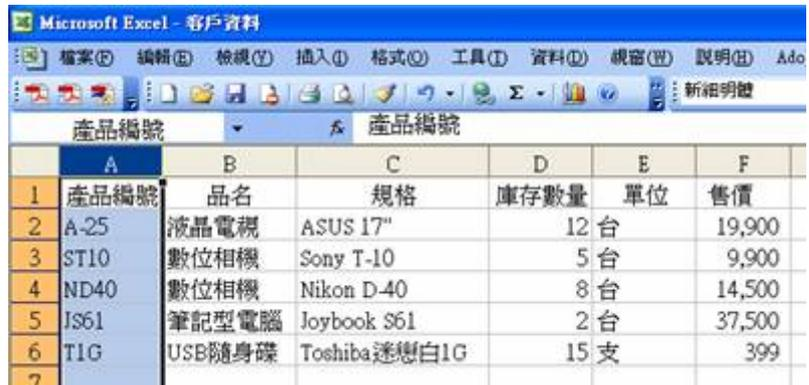 Microsoft Excel - 客戶資料
檔案(F) 編輯(E) 檢視(V) 插入(I) 格式(O) 工具(T) 資料(D) 視窗(W) 說明(H) Ado
新細明體
產品編號 fx 產品編號
A B C D E F
1 產品編號 品名 規格 庫存數量 單位 售價
2 A-25 液晶電視 ASUS 17" 12 台 19,900
3 ST10 數位相機 Sony T-10 5 台 9,900
4 ND40 數位相機 Nikon D-40 8 台 14,500
5 JS61 筆記型電腦 Joybook S61 2 台 37,500
6 T1G USB隨身碟 Toshiba迷戀白1G 15 支 399
7